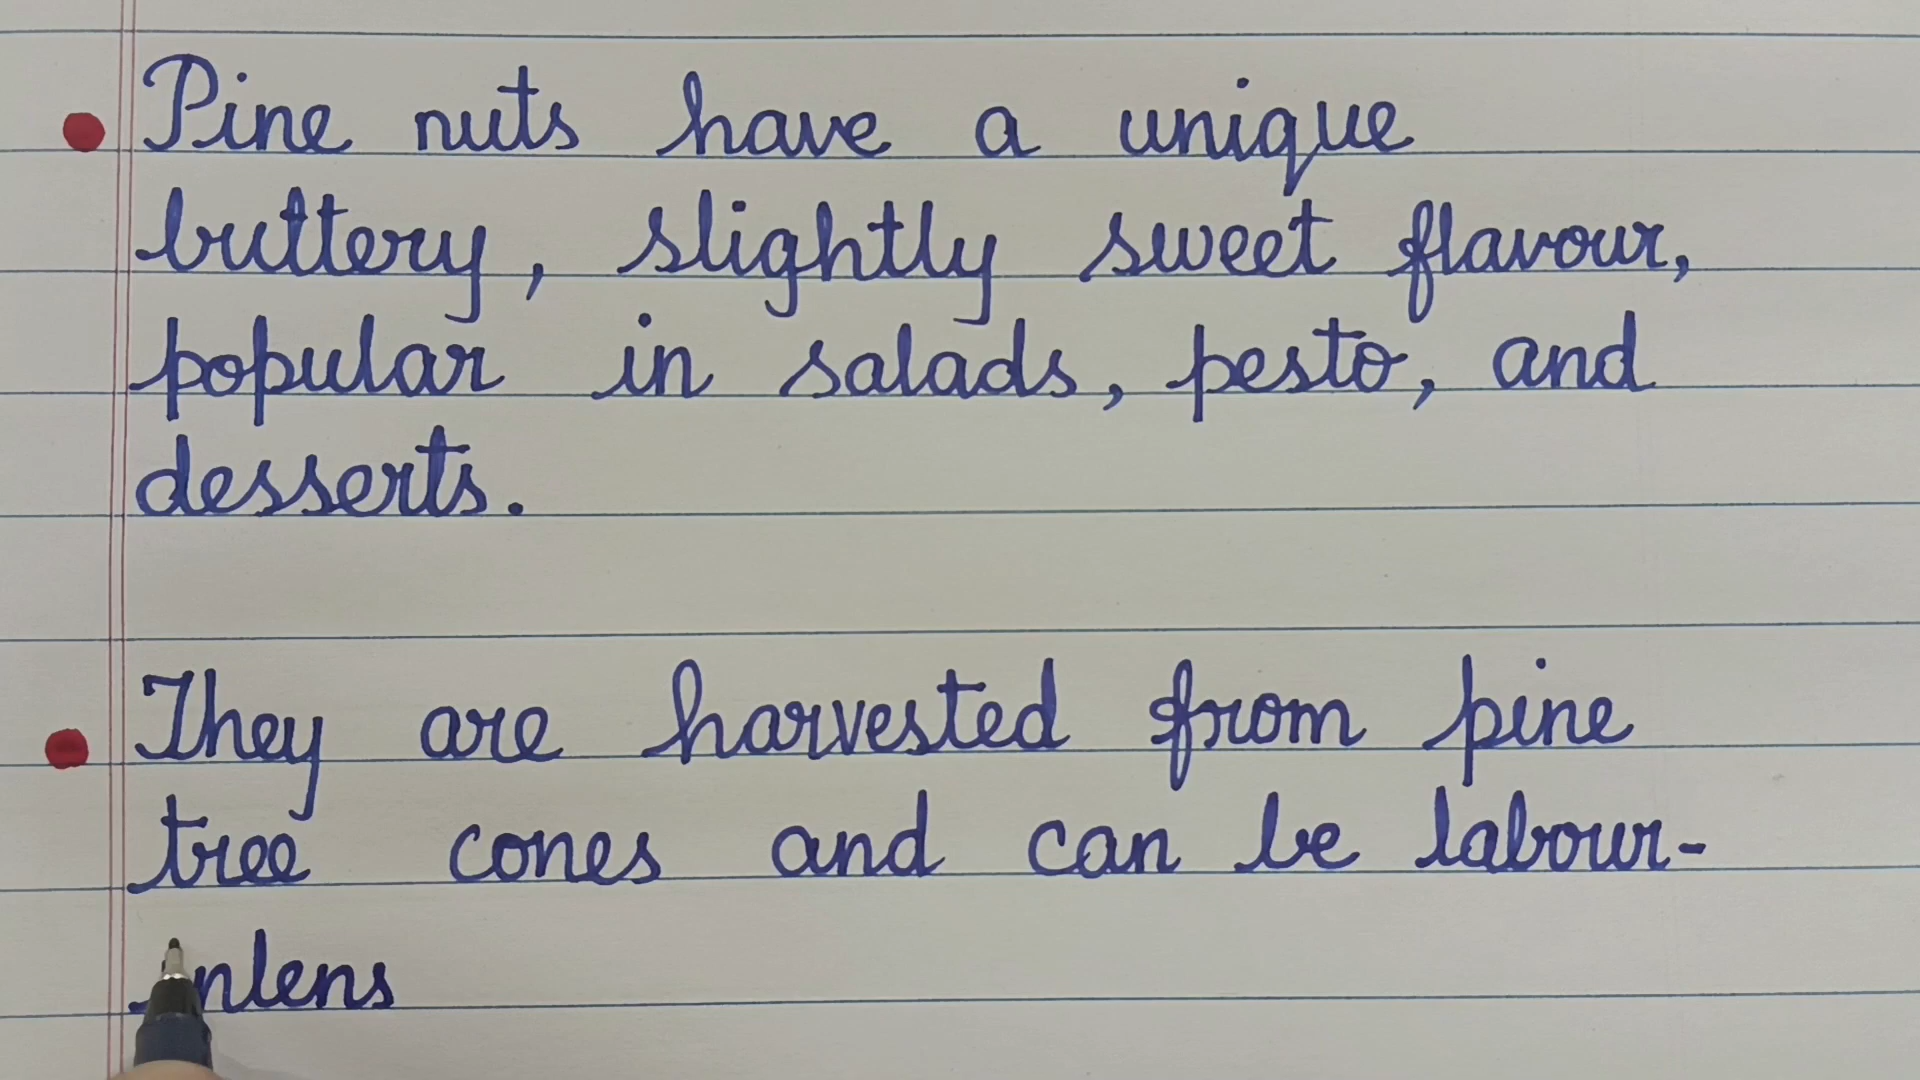 Pine nuts have a unique
buttery, slightly sweet flavour,
popular in salads, pesto, and
desserts.
They are harvested from pine
tree cones and can be labour-